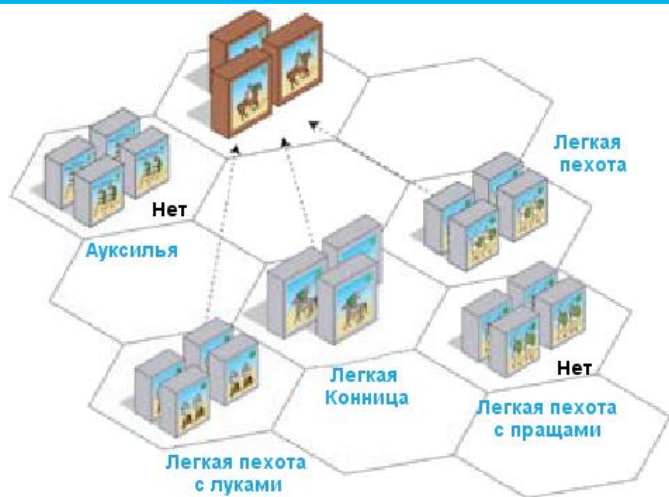 Легкая
пехота
Нет
Ауксилья
Легкая
Конница
Нет
Легкая пехота
с пращами
Легкая пехота
с луками